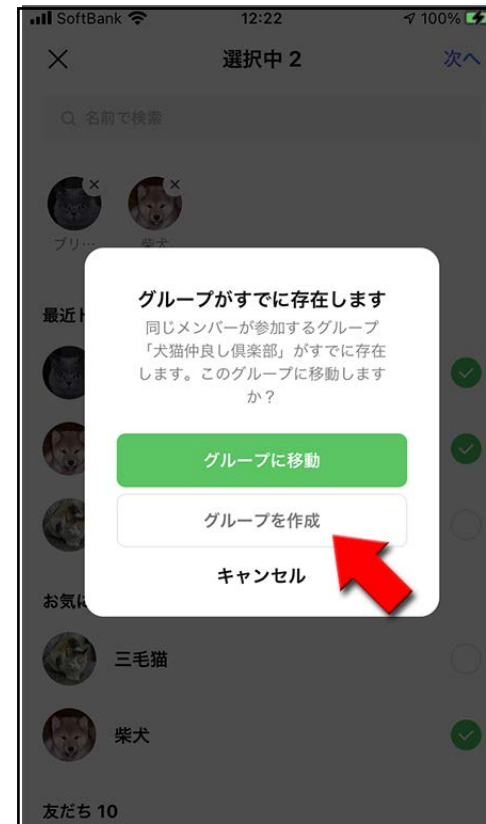 SoftBank 12:22 100%
選択中 2 次へ
名前で検索
ブリ… 柴犬
グループがすでに存在します
同じメンバーが参加するグループ
「犬猫仲良し倶楽部」がすでに存在
します。このグループに移動します
か？
最近ト
グループに移動
グループを作成
キャンセル
お気に
三毛猫
柴犬
友だち 10